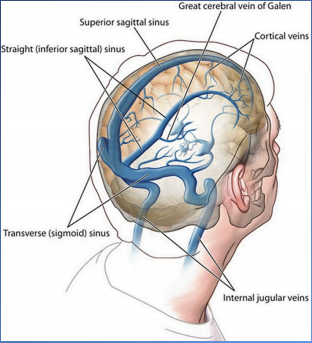 Great cerebral vein of Galen
Superior sagittal sinus
Cortical veins
Straight (inferior sagittal) sinus
Transverse (sigmoid) sinus
Internal jugular veins